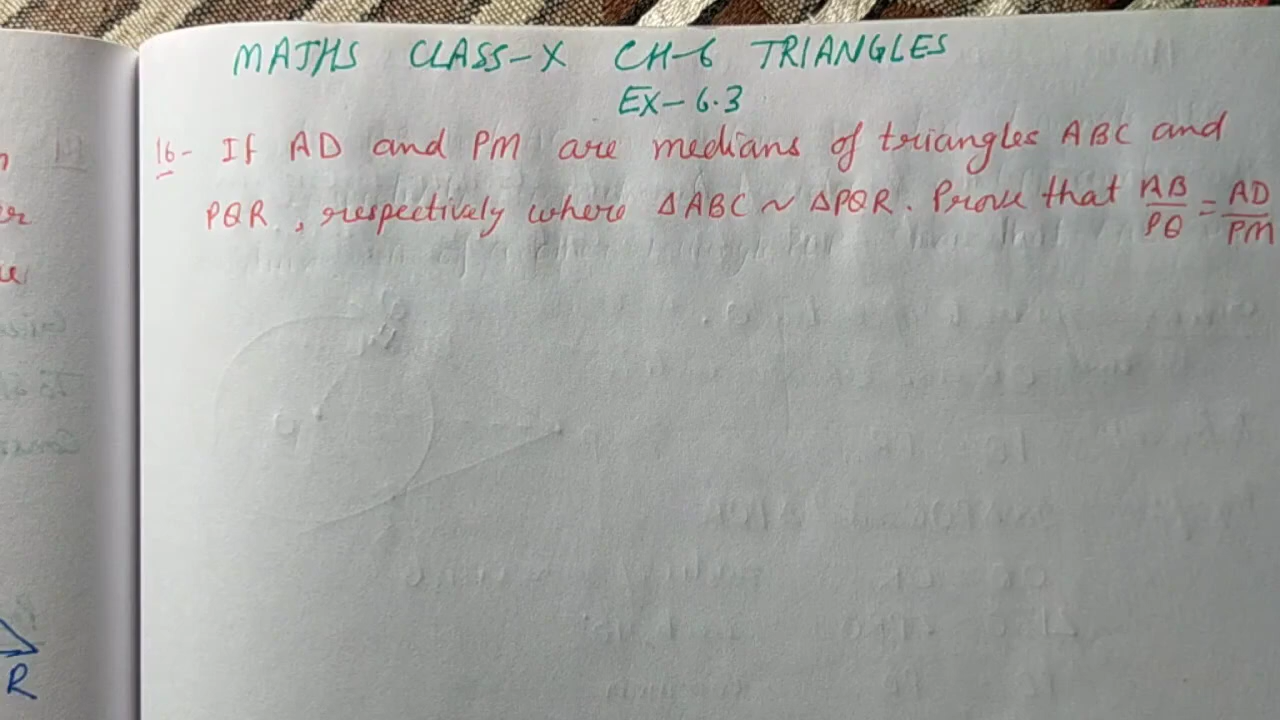 MATHS CLASS-X CH-6 TRIANGLES
EX-6.3
16- If AD and PM are medians of triangles ABC and
PQR, respectively where ΔABC ~ ΔPQR. Prove that AB/PQ = AD/PM
R